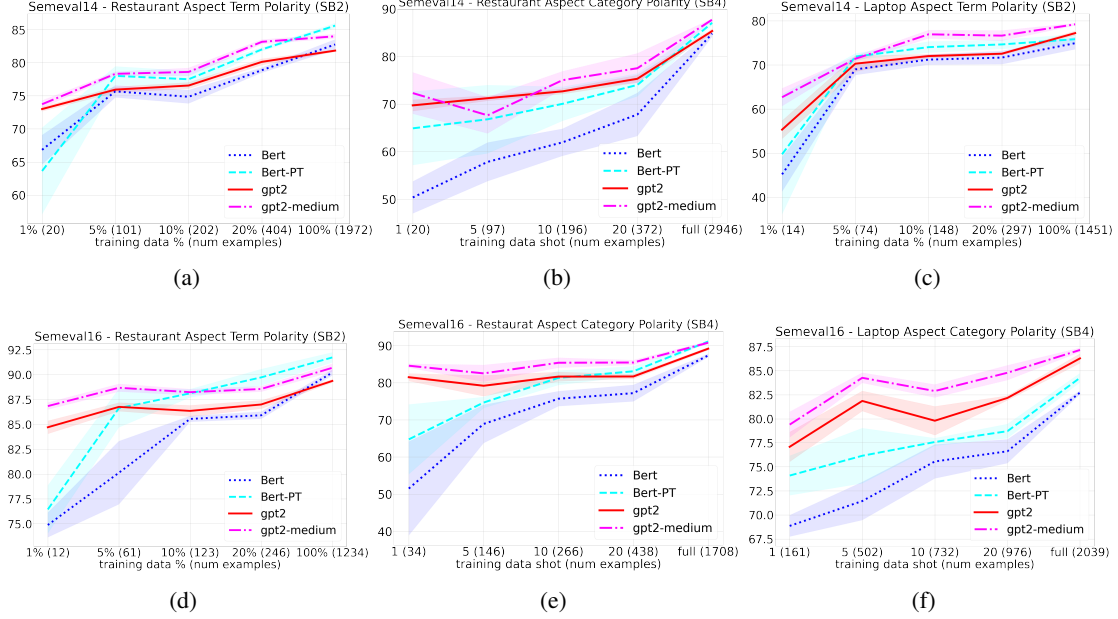 Semeval14 - Restaurant Aspect Term Polarity (SB2)
85
80
75
70
65
60
Bert
Bert-PT
gpt2
gpt2-medium
1% (20) 5% (101) 10% (202) 20% (404) 100% (1972)
training data % (num examples)
(a)
Semeval14 - Restaurant Aspect Category Polarity (SB4)
90
80
70
60
50
Bert
Bert-PT
gpt2
gpt2-medium
1 (20) 5 (97) 10 (196) 20 (372) full (2946)
training data shot (num examples)
(b)
Semeval14 - Laptop Aspect Term Polarity (SB2)
80
70
60
50
40
Bert
Bert-PT
gpt2
gpt2-medium
1% (14) 5% (74) 10% (148) 20% (297) 100% (1451)
training data % (num examples)
(c)
Semeval16 - Restaurant Aspect Term Polarity (SB2)
92.5
90.0
87.5
85.0
82.5
80.0
77.5
75.0
Bert
Bert-PT
gpt2
gpt2-medium
1% (12) 5% (61) 10% (123) 20% (246) 100% (1234)
training data % (num examples)
(d)
Semeval16 - Restaurat Aspect Category Polarity (SB4)
90
80
70
60
50
40
Bert
Bert-PT
gpt2
gpt2-medium
1 (34) 5 (146) 10 (266) 20 (438) full (1708)
training data shot (num examples)
(e)
Semeval16 - Laptop Aspect Category Polarity (SB4)
87.5
85.0
82.5
80.0
77.5
75.0
72.5
70.0
67.5
Bert
Bert-PT
gpt2
gpt2-medium
1 (161) 5 (502) 10 (732) 20 (976) full (2039)
training data shot (num examples)
(f)